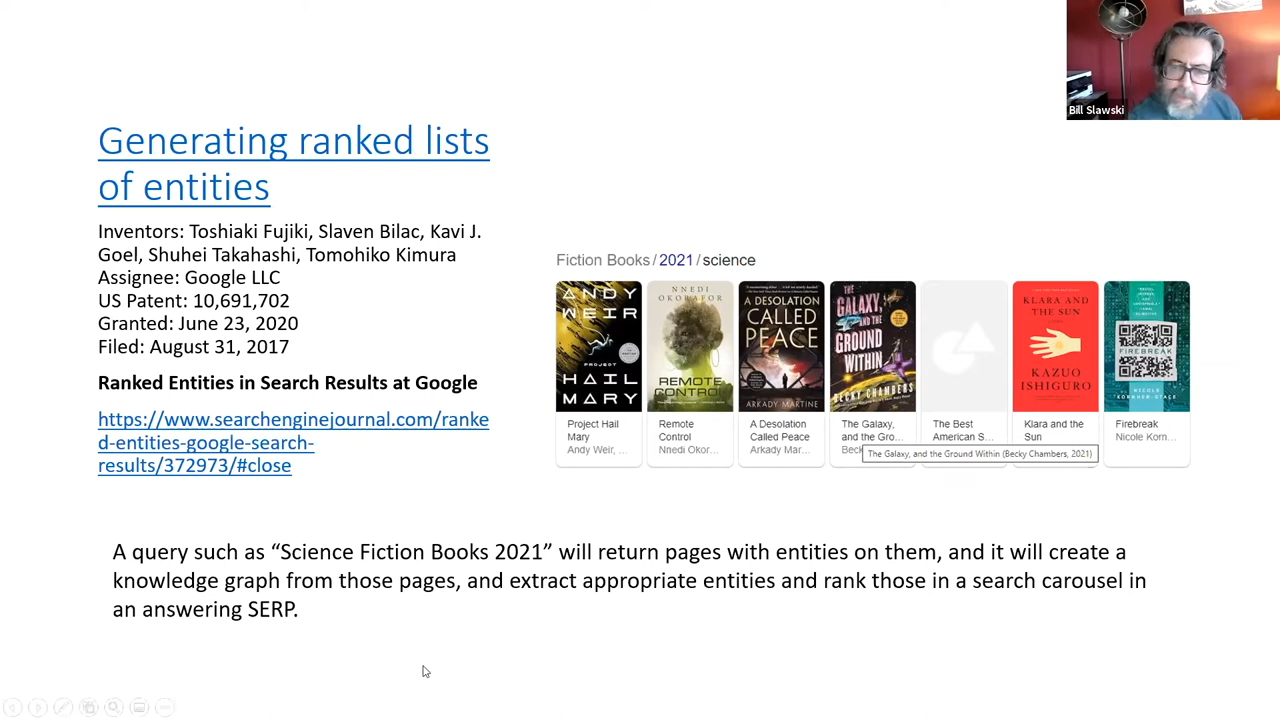 Bill Slawski
Generating ranked lists
of entities
Inventors: Toshiaki Fujiki, Slaven Bilac, Kavi J.
Goel, Shuhei Takahashi, Tomohiko Kimura
Assignee: Google LLC
US Patent: 10,691,702
Granted: June 23, 2020
Filed: August 31, 2017
Ranked Entities in Search Results at Google
https://www.searchenginejournal.com/ranke
d-entities-google-search-
results/372973/#close
Fiction Books/2021/science
ANDY
WEIR
PROJECT
HAIL
MARY
NNEDI
OKORAFOR
REMOTE
CONTROL
A DESOLATION
CALLED
PEACE
ARKADY MARTINE
THE
GALAXY,
AND THE
GROUND
WITHIN
BECKY CHAMBERS
KLARA AND
THE SUN
KAZUO
ISHIGURO
FIREBREAK
NICOLE
KORNHER-STACE
Project Hail
Mary
Andy Weir, ...
Remote
Control
Nnedi Okor...
A Desolation
Called Peace
Arkady Mar...
The Galaxy,
and the Gro...
Beck
The Best
American S...
Klara and the
Sun
Firebreak
Nicole Korn...
The Galaxy, and the Ground Within (Becky Chambers, 2021)
A query such as “Science Fiction Books 2021” will return pages with entities on them, and it will create a
knowledge graph from those pages, and extract appropriate entities and rank those in a search carousel in
an answering SERP.